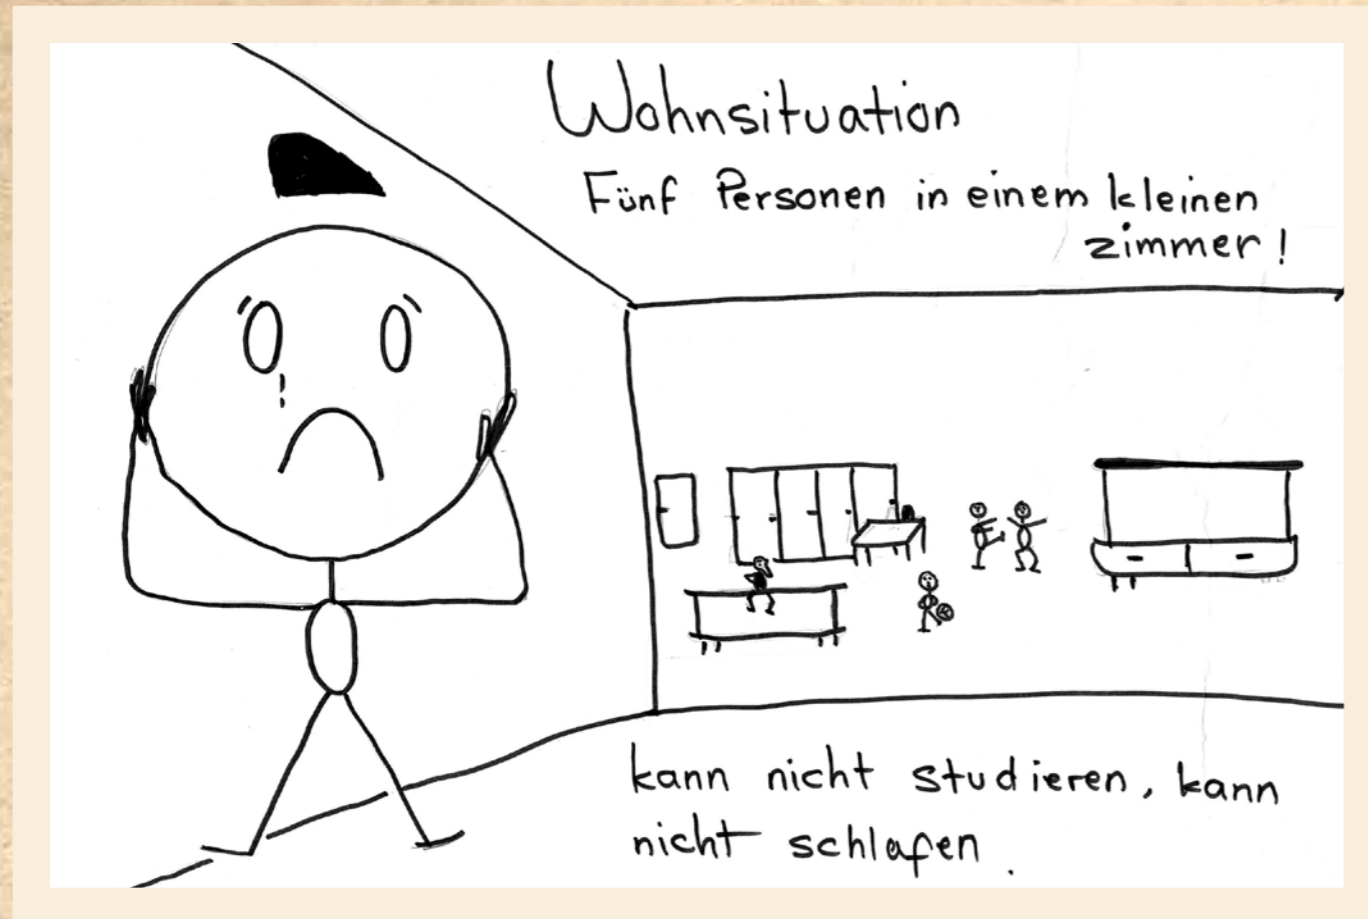 Wohnsituation
Fünf Personen in einem kleinen
zimmer!
kann nicht studieren, kann
nicht schlafen.